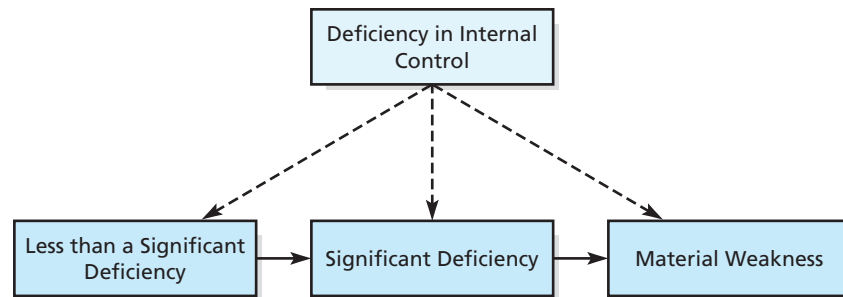 Deficiency in Internal
Control
Less than a Significant
Deficiency
Significant Deficiency
Material Weakness